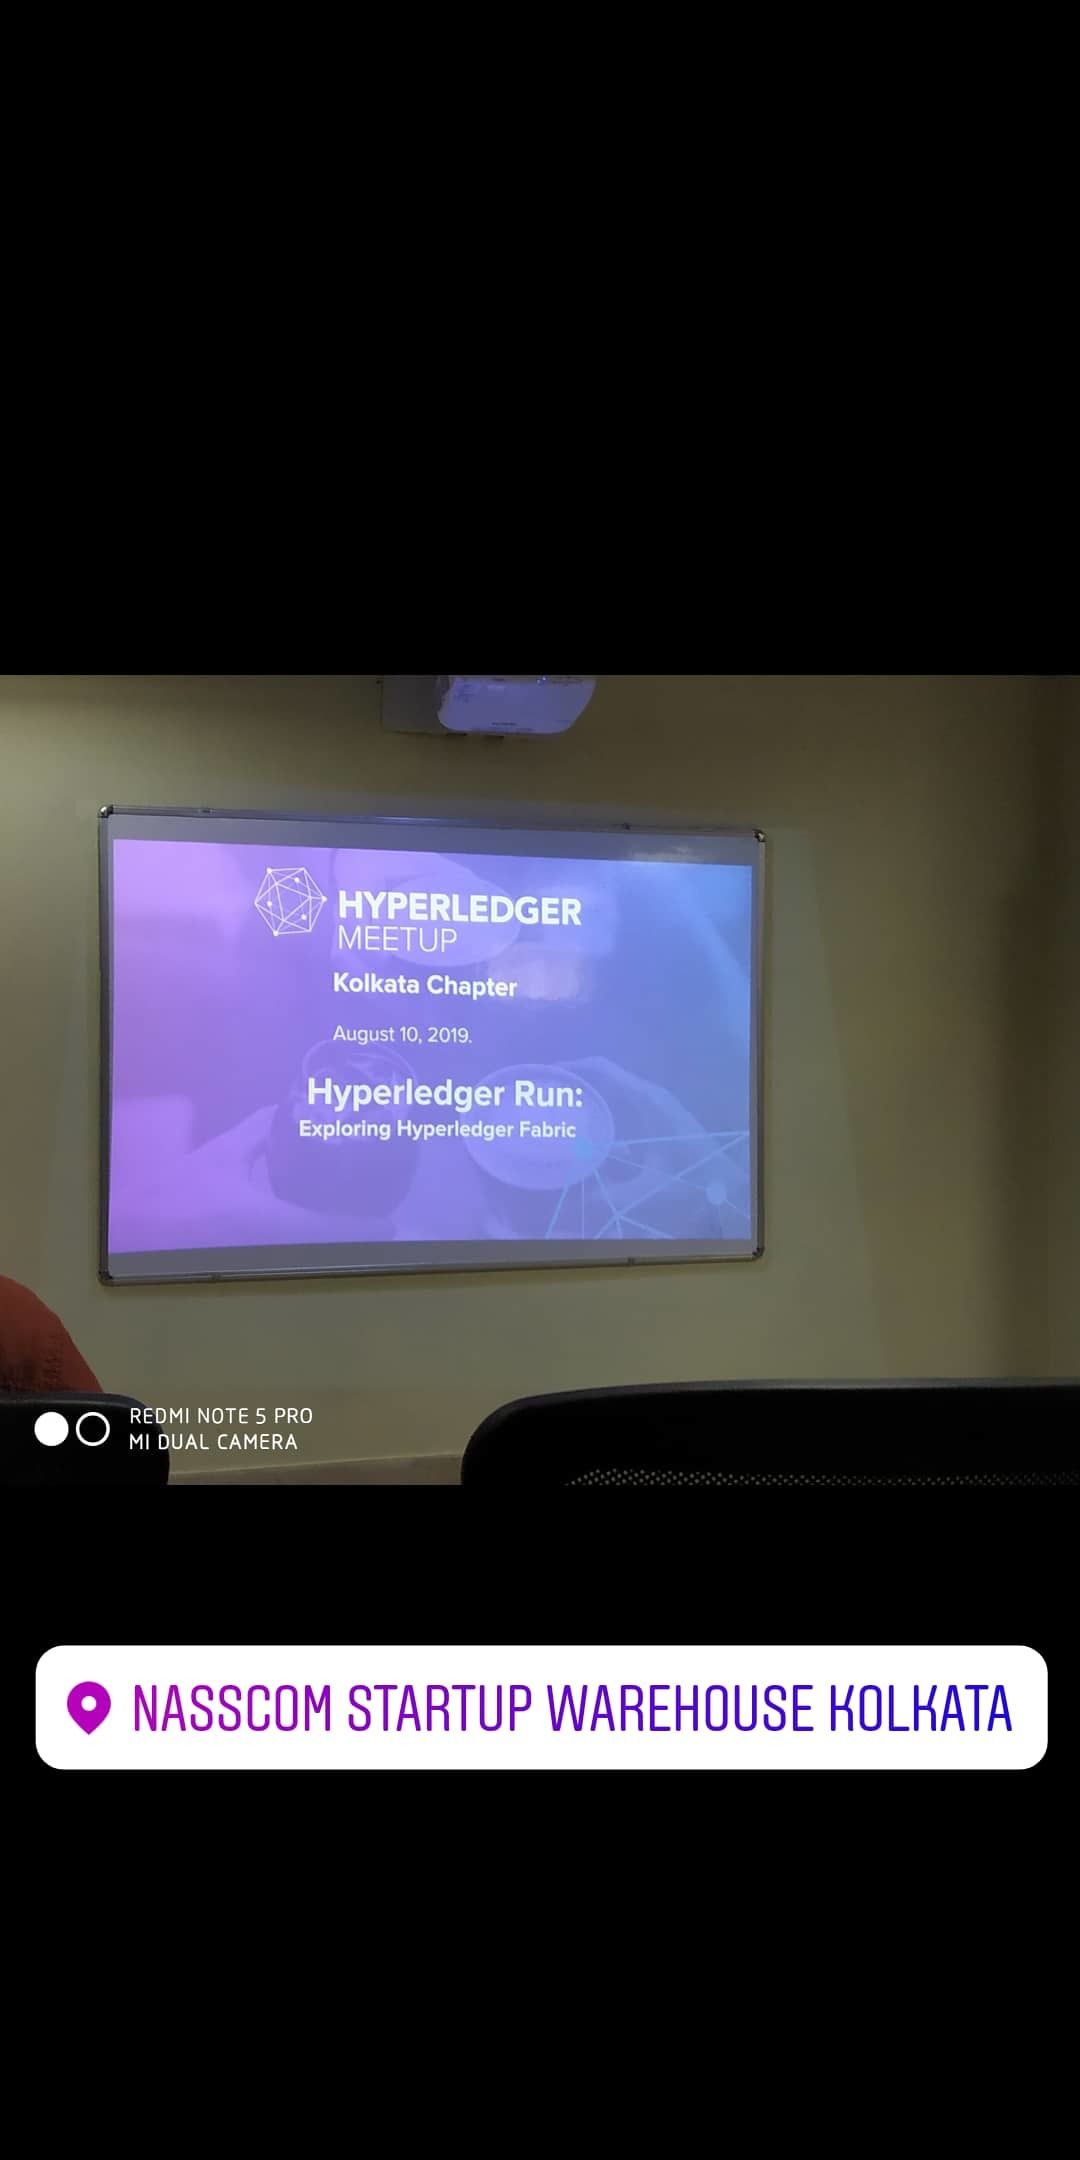 HYPERLEDGER
MEETUP
Kolkata Chapter
August 10, 2019.
Hyperledger Run:
Exploring Hyperledger Fabric
REDMI NOTE 5 PRO
MI DUAL CAMERA
NASSCOM STARTUP WAREHOUSE KOLKATA